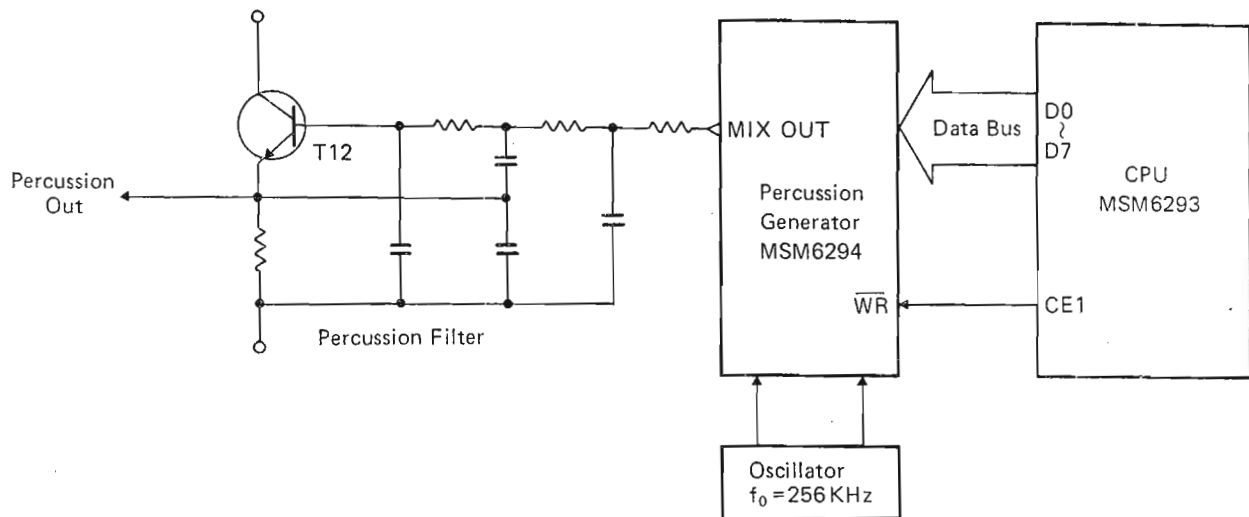 T12
Percussion
Out
Percussion Filter
MIX OUT
Percussion
Generator
MSM6294
WR
Data Bus
D0
~
D7
CPU
MSM6293
CE1
Oscillator
f₀ = 256 KHz